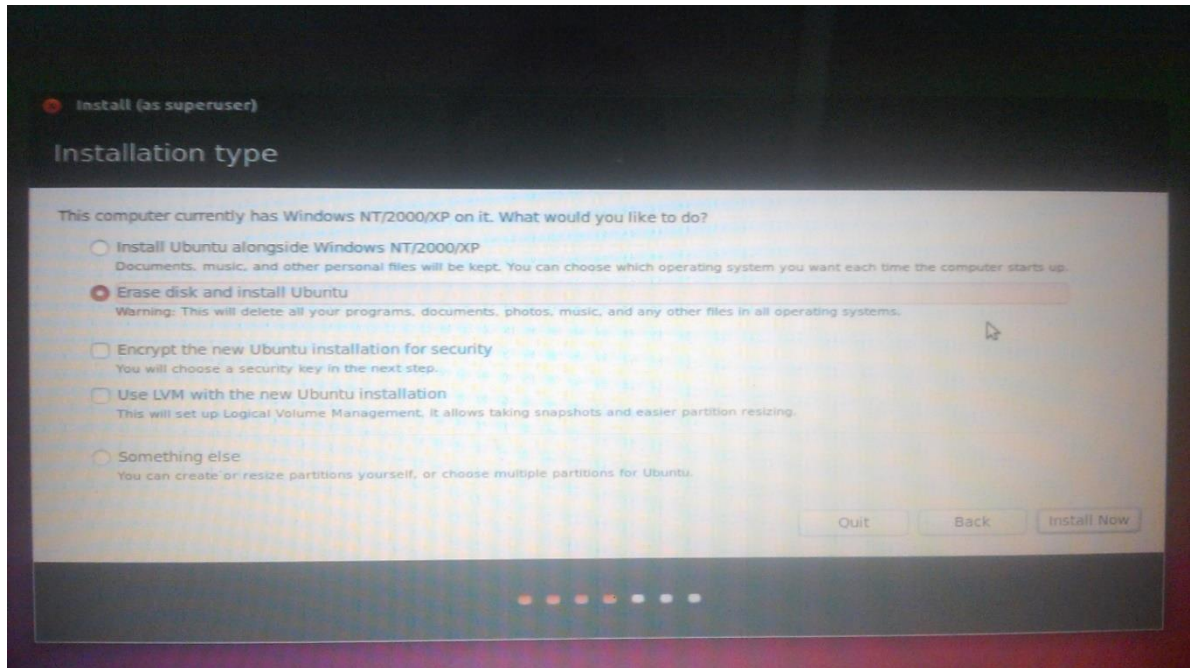 Install (as superuser)
Installation type
This computer currently has Windows NT/2000/XP on it. What would you like to do?
Install Ubuntu alongside Windows NT/2000/XP
Documents, music, and other personal files will be kept. You can choose which operating system you want each time the computer starts up.
Erase disk and install Ubuntu
Warning: This will delete all your programs, documents, photos, music, and any other files in all operating systems.
Encrypt the new Ubuntu installation for security
You will choose a security key in the next step.
Use LVM with the new Ubuntu installation
This will set up Logical Volume Management. It allows taking snapshots and easier partition resizing.
Something else
You can create or resize partitions yourself, or choose multiple partitions for Ubuntu.
Quit Back Install Now